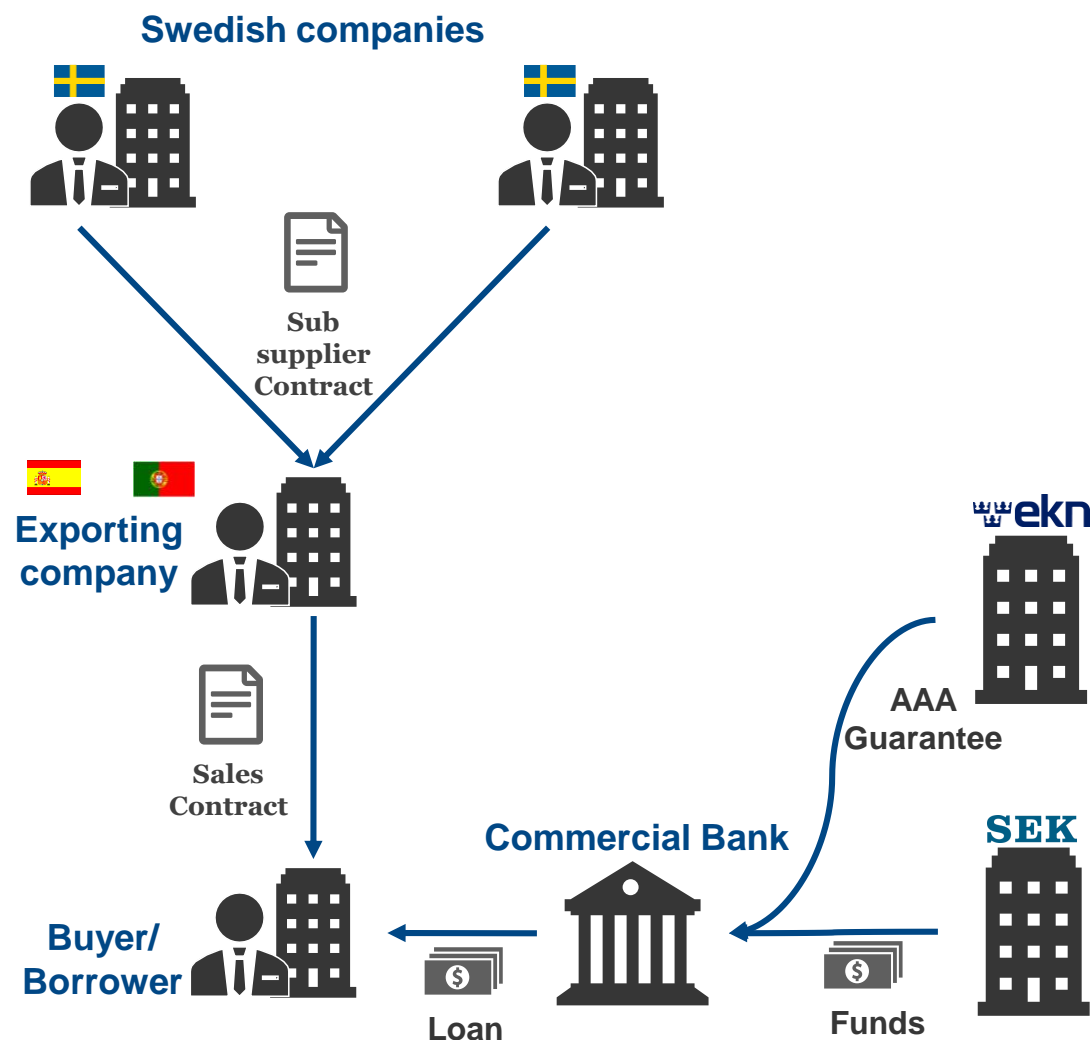 Swedish companies
Sub
supplier
Contract
Exporting
company
ekn
AAA
Guarantee
Sales
Contract
SEK
Commercial Bank
Buyer/
Borrower
$
Loan
$
Funds